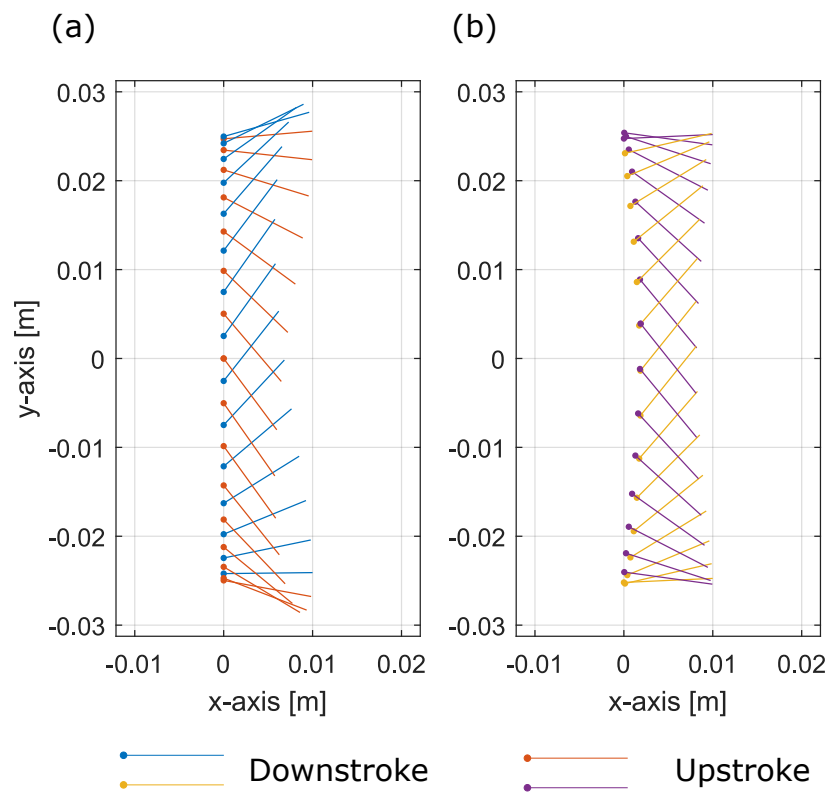 (a) (b)
0.03 0.03
0.02 0.02
0.01 0.01
0 0
-0.01 -0.01
-0.02 -0.02
-0.03 -0.03
y-axis [m]
-0.01 0 0.01 0.02 -0.01 0 0.01 0.02
x-axis [m] x-axis [m]
Downstroke Upstroke